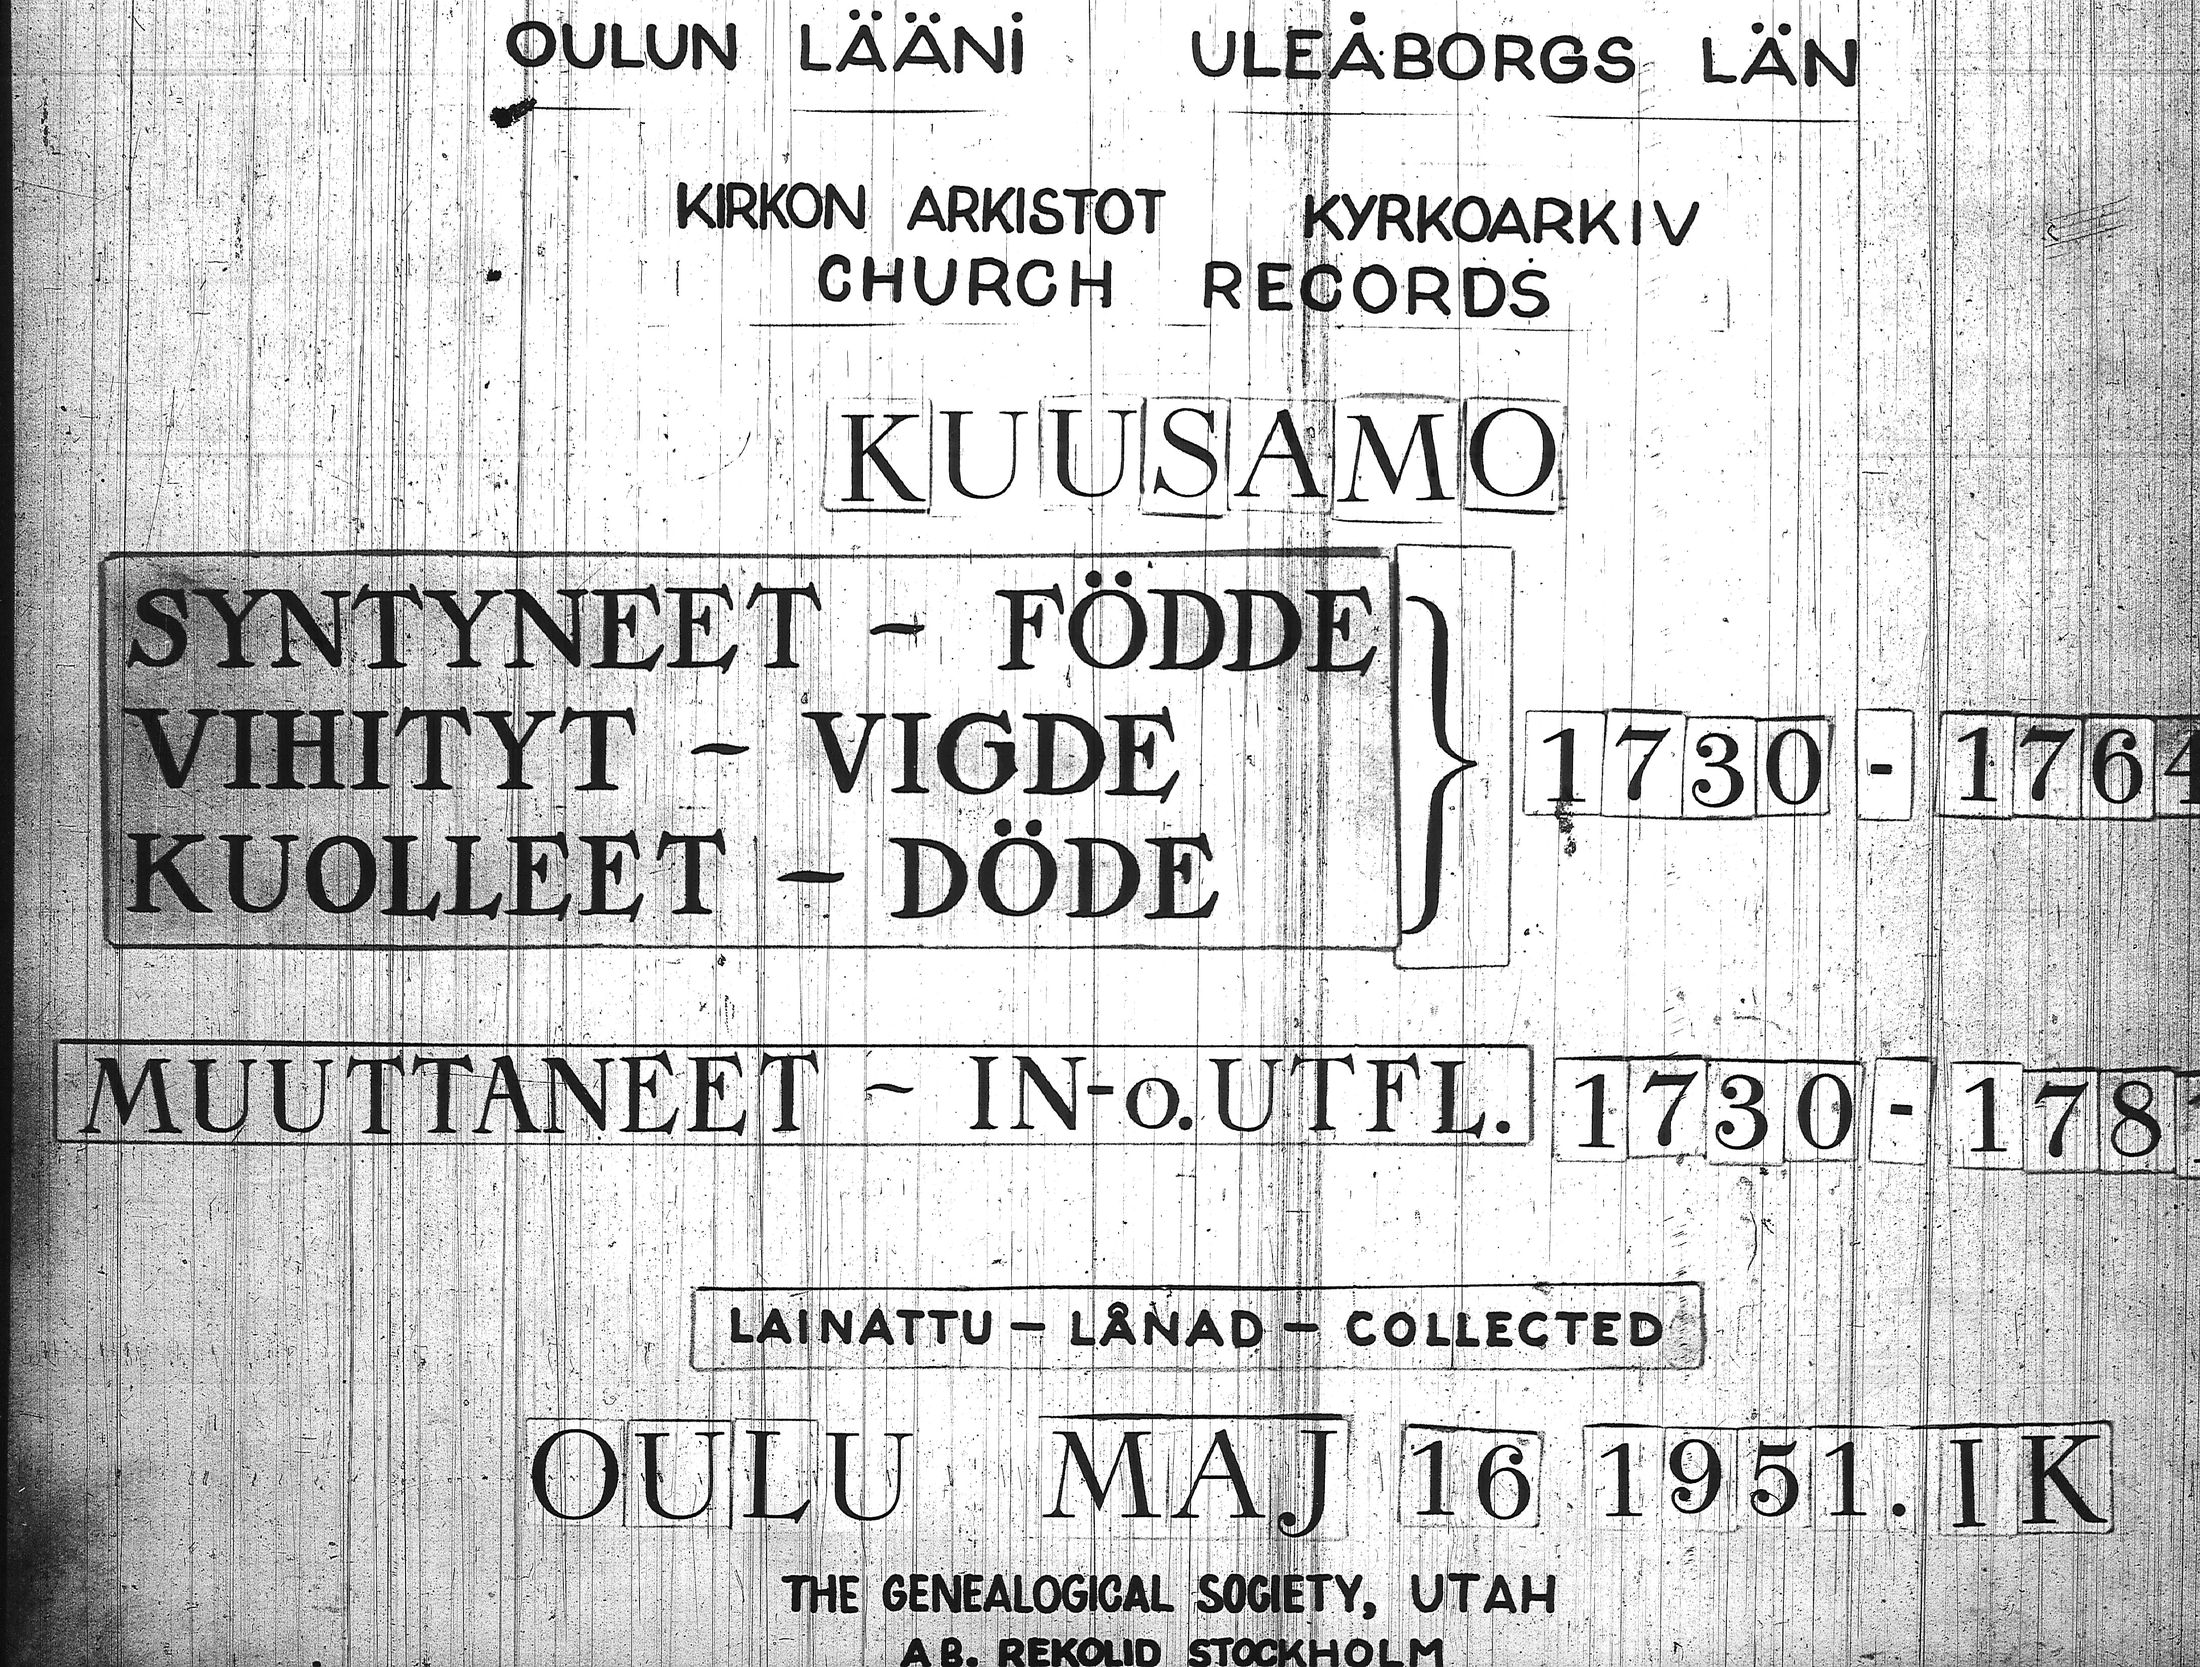 OULUN LÄÄNI ULEÅBORGS LÄN
KIRKON ARKISTOT KYRKOARKIV
CHURCH RECORDS
KUUSAMO
SYNTYNEET - FÖDDE
VIHITYT - VIGDE } 1730 - 1764
KUOLLEET - DÖDE
MUUTTANEET - IN-o.UTFL. 1730 - 178
LAINATTU - LÅNAD - COLLECTED
OULU MAJ 16 1951. IK
THE GENEALOGICAL SOCIETY, UTAH
AB. REKOLID STOCKHOLM